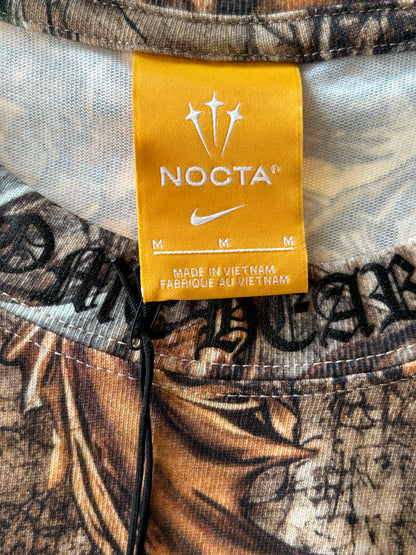 NOCTA®
M M M
MADE IN VIETNAM
FABRIQUÉ AU VIETNAM